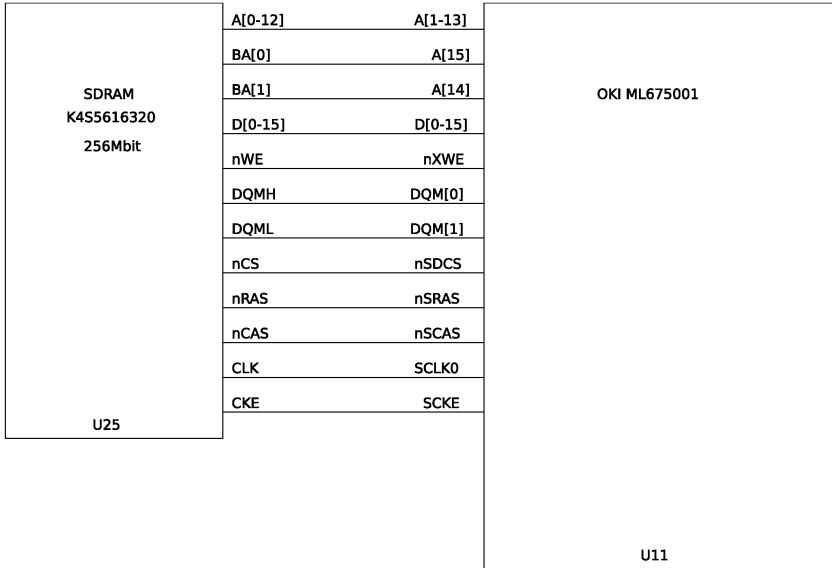 A[0-12] A[1-13]
BA[0] A[15]
SDRAM BA[1] A[14] OKI ML675001
K4S5616320
D[0-15] D[0-15]
256Mbit
nWE nXWE
DQMH DQM[0]
DQML DQM[1]
nCS nSDCS
nRAS nSRAS
nCAS nSCAS
CLK SCLK0
CKE SCKE
U25
U11